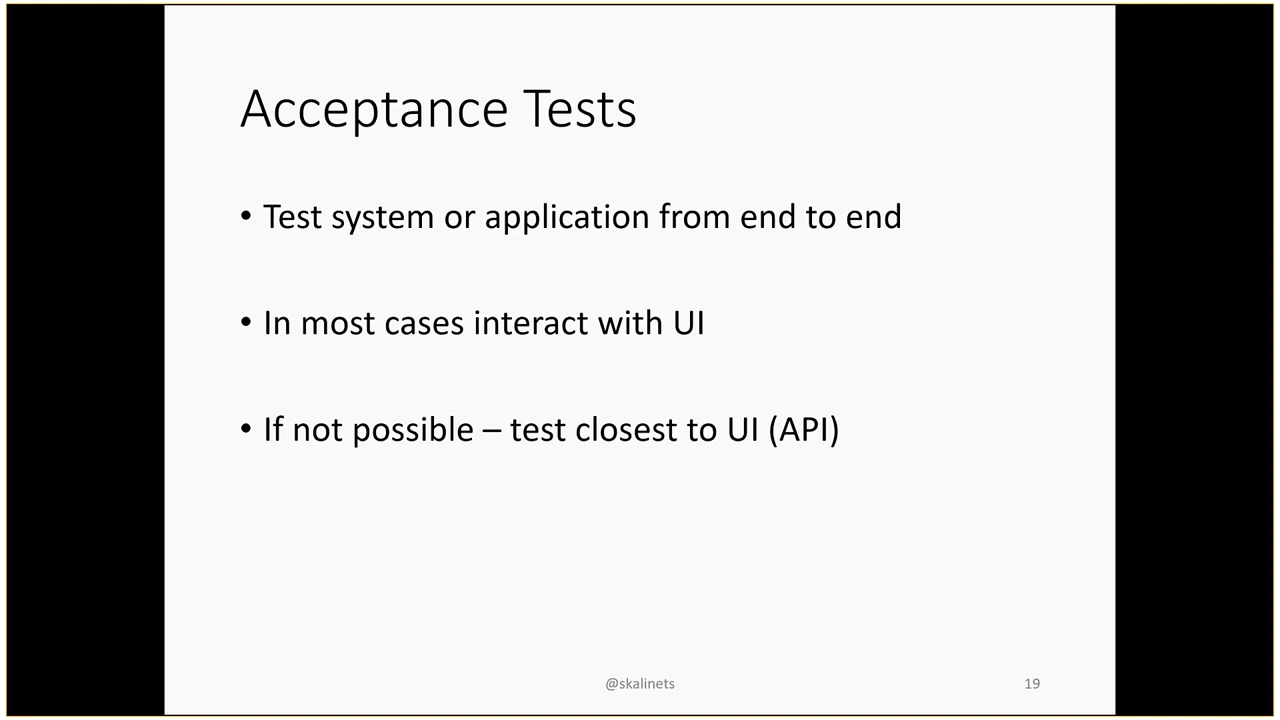 Acceptance Tests
• Test system or application from end to end
• In most cases interact with UI
• If not possible – test closest to UI (API)
@skalinets
19